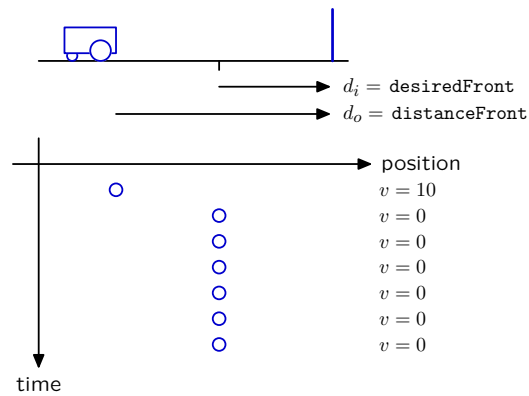 d_i = desiredFront
d_o = distanceFront
position
v = 10
v = 0
v = 0
v = 0
v = 0
v = 0
v = 0
time